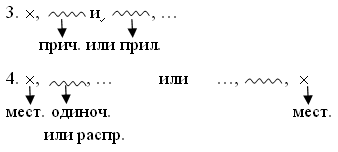 3. ×, и, , …
прич. или прил.
4. ×, , … или …, , ×
мест. одиноч. мест.
или распр.